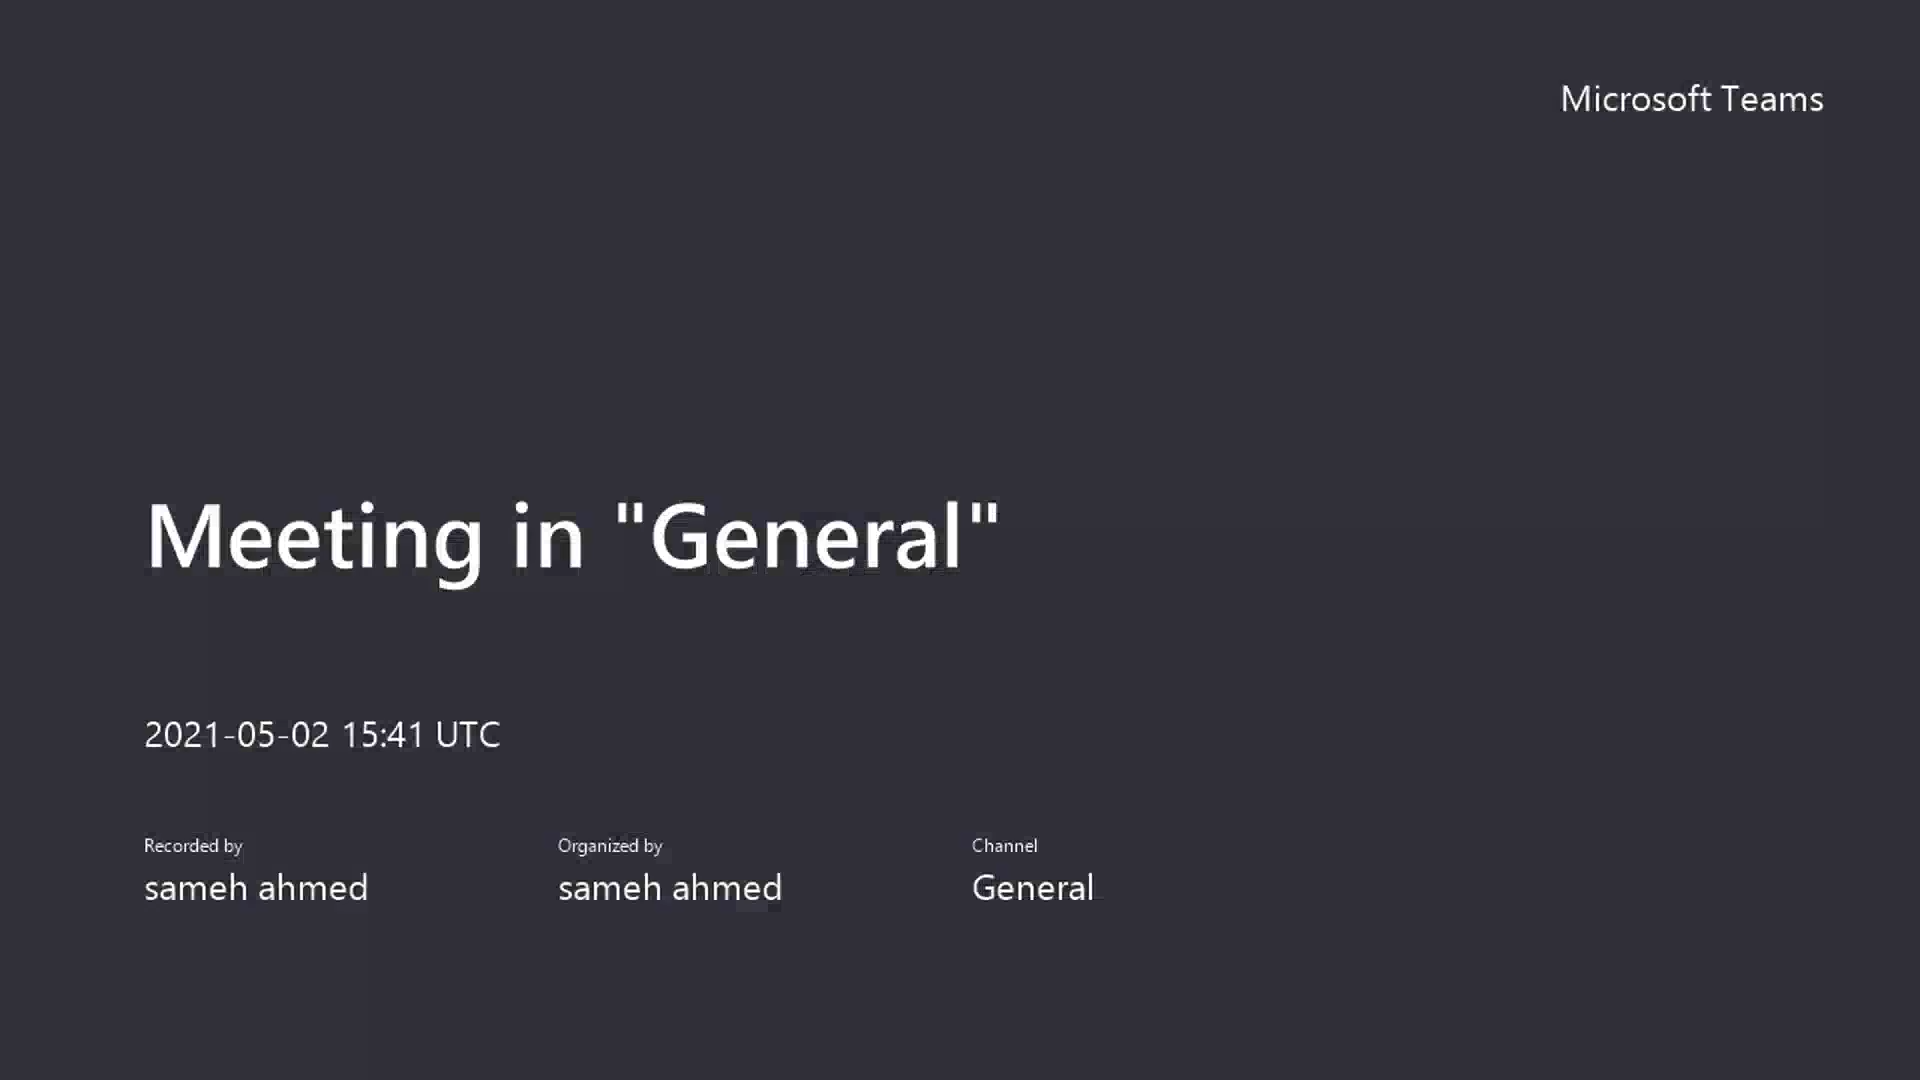 Microsoft Teams
Meeting in "General"
2021-05-02 15:41 UTC
Recorded by
sameh ahmed
Organized by
sameh ahmed
Channel
General